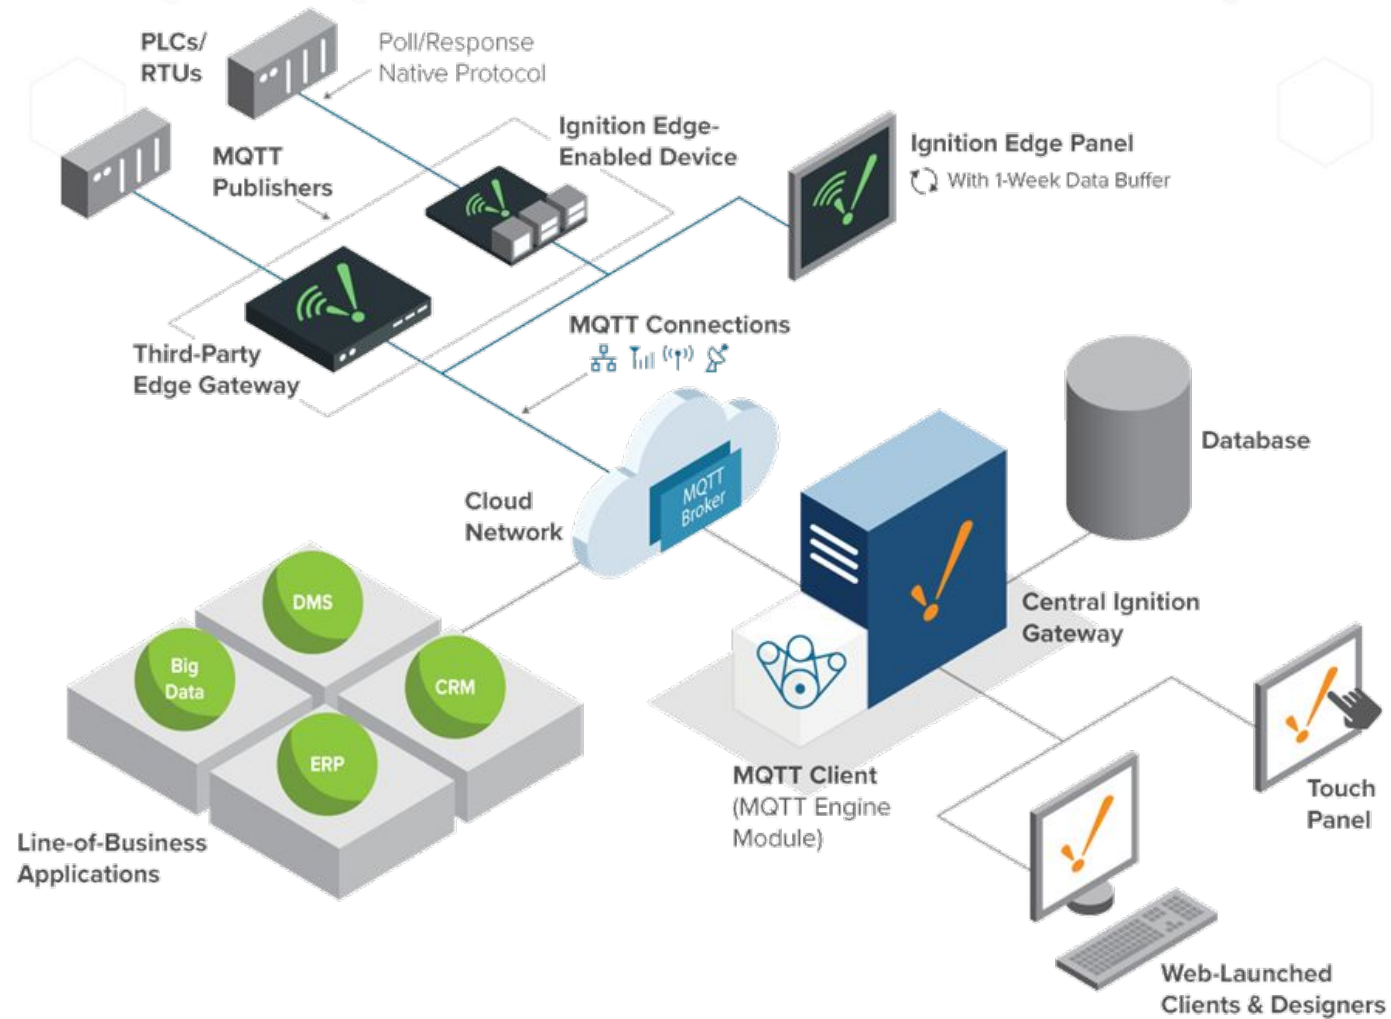 PLCs/
RTUs
Poll/Response
Native Protocol
MQTT
Publishers
Ignition Edge-
Enabled Device
Ignition Edge Panel
With 1-Week Data Buffer
Third-Party
Edge Gateway
MQTT Connections
Cloud
Network
MQTT
Broker
Database
Central Ignition
Gateway
DMS
Big
Data
CRM
ERP
Line-of-Business
Applications
MQTT Client
(MQTT Engine
Module)
Touch
Panel
Web-Launched
Clients & Designers